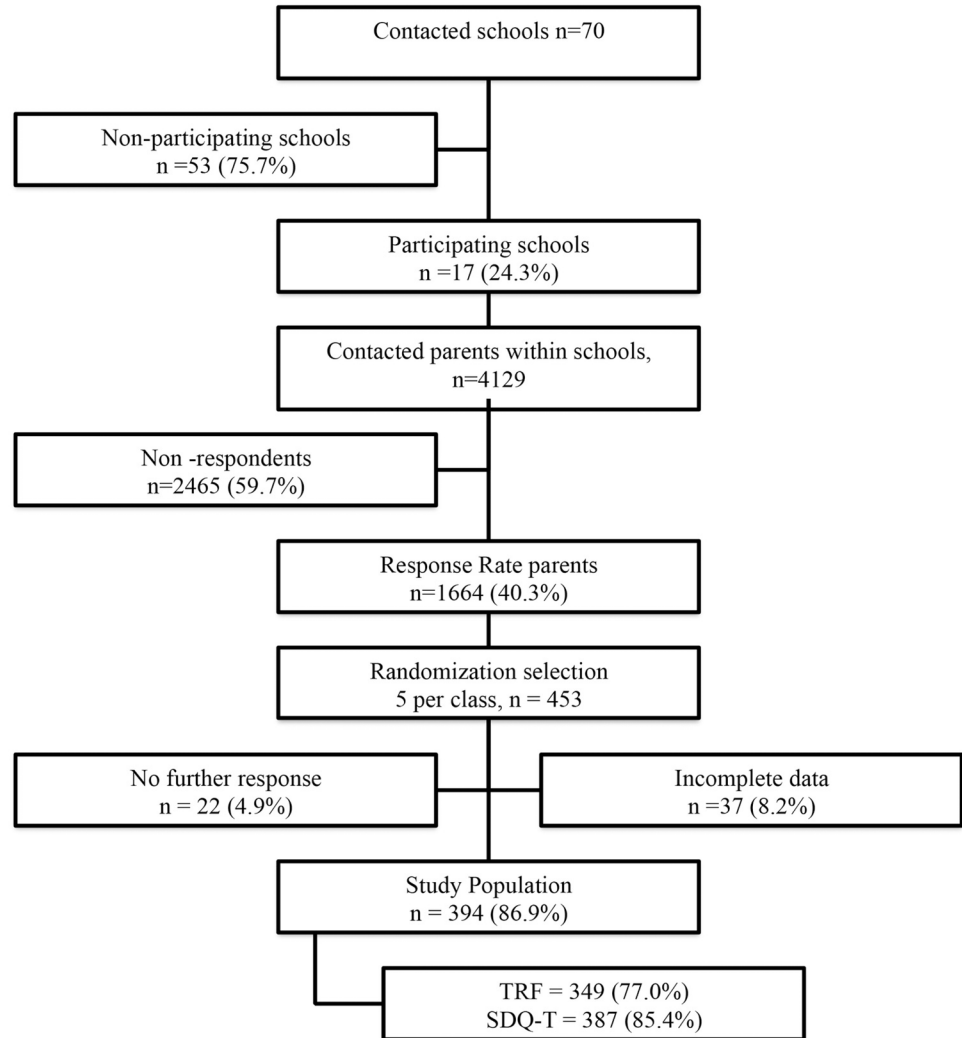 Contacted schools n=70
Non-participating schools
n =53 (75.7%)
Participating schools
n =17 (24.3%)
Contacted parents within schools,
n=4129
Non -respondents
n=2465 (59.7%)
Response Rate parents
n=1664 (40.3%)
Randomization selection
5 per class, n = 453
No further response
n = 22 (4.9%)
Incomplete data
n =37 (8.2%)
Study Population
n = 394 (86.9%)
TRF = 349 (77.0%)
SDQ-T = 387 (85.4%)